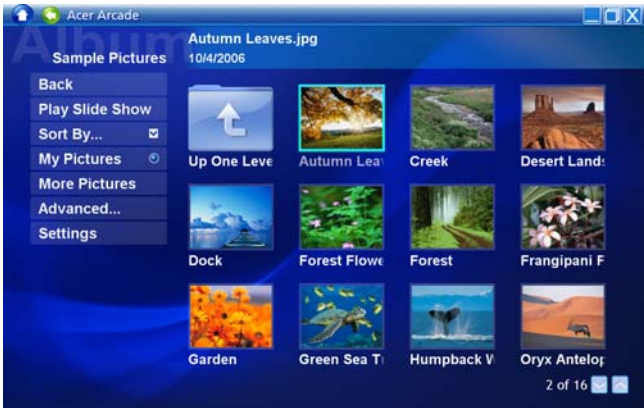 Acer Arcade
Album
Sample Pictures
Autumn Leaves.jpg
10/4/2006
Back
Play Slide Show
Sort By...
My Pictures
More Pictures
Advanced...
Settings
Up One Leve
Autumn Leav
Creek
Desert Lands
Dock
Forest Flowe
Forest
Frangipani F
Garden
Green Sea T
Humpback W
Oryx Antelop
2 of 16